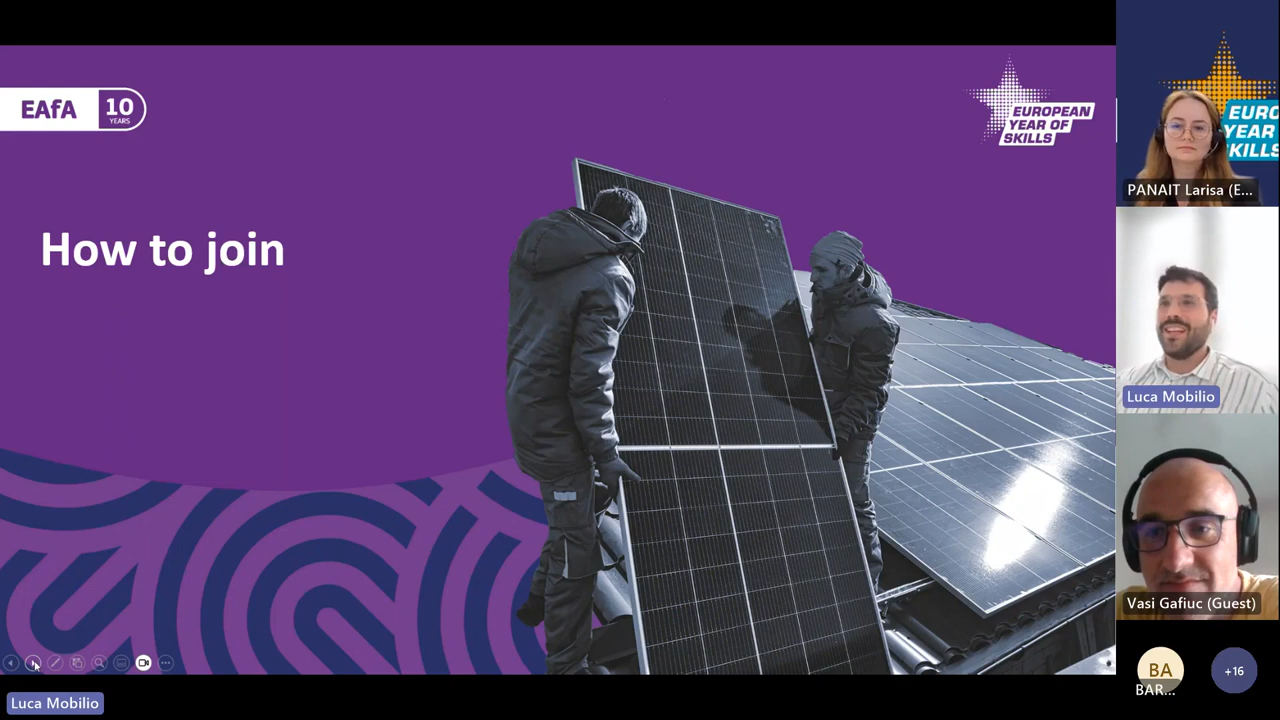 EAfA
10
YEARS
EUROPEAN
YEAR OF
SKILLS
How to join
Luca Mobilio
EURO
YEAR
KILLS
PANAIT Larisa (E...
Luca Mobilio
Vasi Gafiuc (Guest)
BA
BAR...
+16